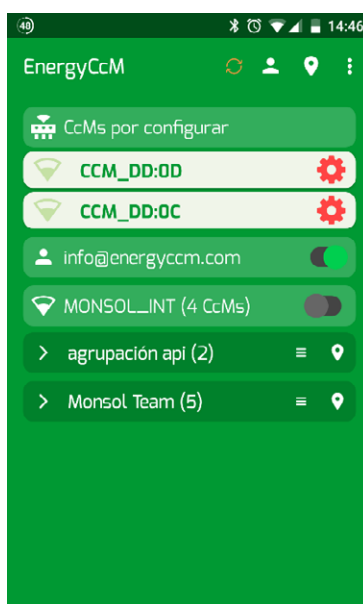 48
14:46
EnergyCcM
CcMs por configurar
CCM_DD:0D
CCM_DD:0C
info@energyccm.com
MONSOL_INT (4 CcMs)
agrupación api (2)
Monsol Team (5)